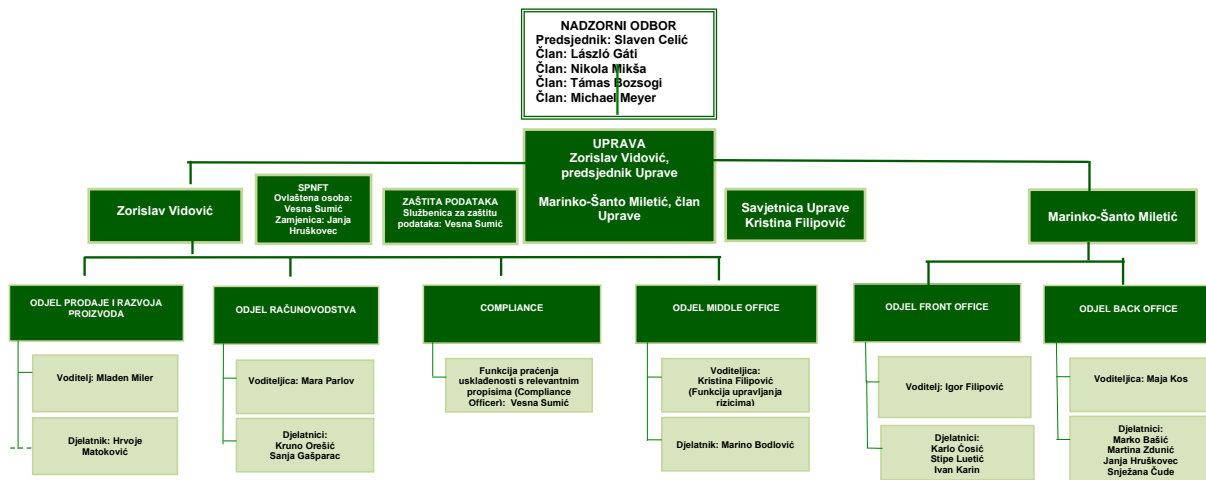 NADZORNI ODBOR
Predsjednik: Slaven Celić
Član: László Gáti
Član: Nikola Mikša
Član: Támas Bozsogi
Član: Michael Meyer
UPRAVA
Zorislav Vidović,
predsjednik Uprave
Marinko-Šanto Miletić, član
Uprave
Zorislav Vidović
SPNFT
Ovlaštena osoba:
Vesna Sumić
Zamjenica: Janja
Hruškovec
ZAŠTITA PODATAKA
Službenica za zaštitu
podataka: Vesna Sumić
Savjetnica Uprave
Kristina Filipović
Marinko-Šanto Miletić
ODJEL PRODAJE I RAZVOJA
PROIZVODA
ODJEL RAČUNOVODSTVA
COMPLIANCE
ODJEL MIDDLE OFFICE
ODJEL FRONT OFFICE
ODJEL BACK OFFICE
Voditelj: Mladen Miler
Voditeljica: Mara Parlov
Funkcija praćenja
usklađenosti s relevantnim
propisima (Compliance
Officer): Vesna Sumić
Voditeljica:
Kristina Filipović
(Funkcija upravljanja
rizicima)
Voditelj: Igor Filipović
Voditeljica: Maja Kos
Djelatnik: Hrvoje
Matoković
Djelatnici:
Kruno Orešić
Sanja Gašparac
Djelatnik: Marino Bodlović
Djelatnici:
Karlo Ćosić
Stipe Luetić
Ivan Karin
Djelatnici:
Marko Bašić
Martina Zdunić
Janja Hruškovec
Snježana Čude